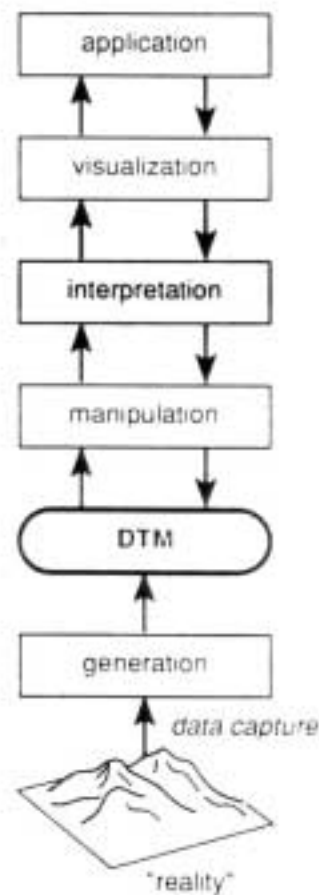 application
visualization
interpretation
manipulation
DTM
generation
data capture
"reality"